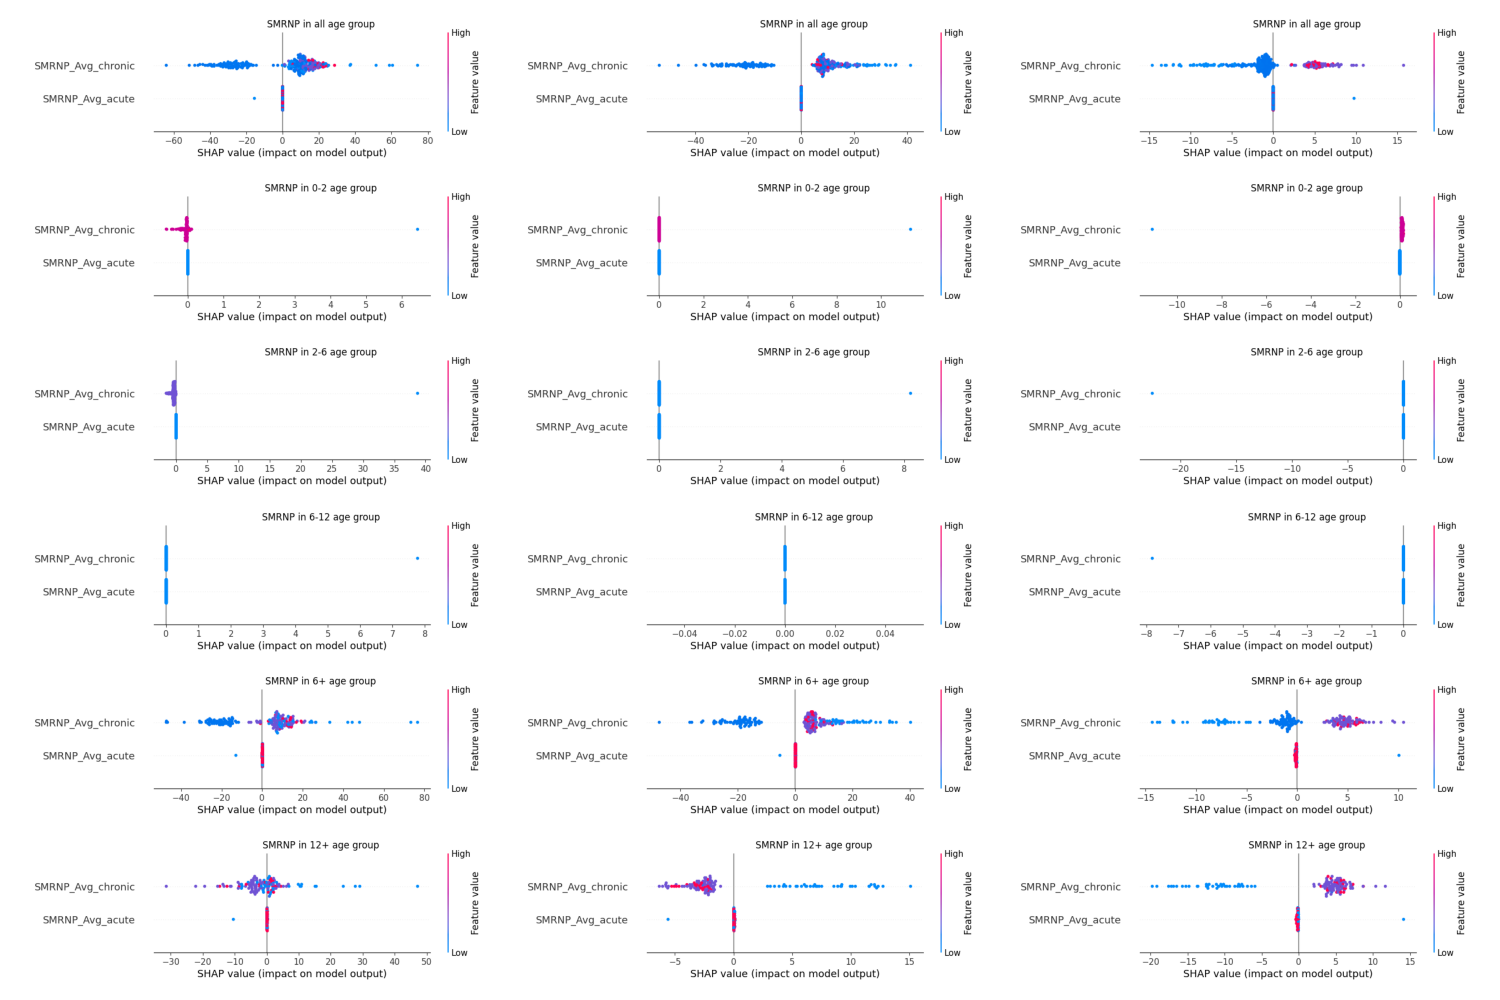 SMRNP in all age group
High
SMRNP_Avg_chronic
SMRNP_Avg_acute
Feature value
Low
−60 −40 −20 0 20 40 60 80
SHAP value (impact on model output)
SMRNP in all age group
High
SMRNP_Avg_chronic
SMRNP_Avg_acute
Feature value
Low
−40 −20 0 20 40
SHAP value (impact on model output)
SMRNP in all age group
High
SMRNP_Avg_chronic
SMRNP_Avg_acute
Feature value
Low
−15 −10 −5 0 5 10 15
SHAP value (impact on model output)
SMRNP in 0-2 age group
High
SMRNP_Avg_chronic
SMRNP_Avg_acute
Feature value
Low
0 1 2 3 4 5 6
SHAP value (impact on model output)
SMRNP in 0-2 age group
High
SMRNP_Avg_chronic
SMRNP_Avg_acute
Feature value
Low
0 2 4 6 8 10
SHAP value (impact on model output)
SMRNP in 0-2 age group
High
SMRNP_Avg_chronic
SMRNP_Avg_acute
Feature value
Low
−10 −8 −6 −4 −2 0
SHAP value (impact on model output)
SMRNP in 2-6 age group
High
SMRNP_Avg_chronic
SMRNP_Avg_acute
Feature value
Low
0 5 10 15 20 25 30 35 40
SHAP value (impact on model output)
SMRNP in 2-6 age group
High
SMRNP_Avg_chronic
SMRNP_Avg_acute
Feature value
Low
0 2 4 6 8
SHAP value (impact on model output)
SMRNP in 2-6 age group
High
SMRNP_Avg_chronic
SMRNP_Avg_acute
Feature value
Low
−20 −15 −10 −5 0
SHAP value (impact on model output)
SMRNP in 6-12 age group
High
SMRNP_Avg_chronic
SMRNP_Avg_acute
Feature value
Low
0 1 2 3 4 5 6 7 8
SHAP value (impact on model output)
SMRNP in 6-12 age group
High
SMRNP_Avg_chronic
SMRNP_Avg_acute
Feature value
Low
−0.04 −0.02 0.00 0.02 0.04
SHAP value (impact on model output)
SMRNP in 6-12 age group
High
SMRNP_Avg_chronic
SMRNP_Avg_acute
Feature value
Low
−8 −7 −6 −5 −4 −3 −2 −1 0
SHAP value (impact on model output)
SMRNP in 6+ age group
High
SMRNP_Avg_chronic
SMRNP_Avg_acute
Feature value
Low
−40 −20 0 20 40 60 80
SHAP value (impact on model output)
SMRNP in 6+ age group
High
SMRNP_Avg_chronic
SMRNP_Avg_acute
Feature value
Low
−40 −20 0 20 40
SHAP value (impact on model output)
SMRNP in 6+ age group
High
SMRNP_Avg_chronic
SMRNP_Avg_acute
Feature value
Low
−15 −10 −5 0 5 10
SHAP value (impact on model output)
SMRNP in 12+ age group
High
SMRNP_Avg_chronic
SMRNP_Avg_acute
Feature value
Low
−30 −20 −10 0 10 20 30 40 50
SHAP value (impact on model output)
SMRNP in 12+ age group
High
SMRNP_Avg_chronic
SMRNP_Avg_acute
Feature value
Low
−5 0 5 10 15
SHAP value (impact on model output)
SMRNP in 12+ age group
High
SMRNP_Avg_chronic
SMRNP_Avg_acute
Feature value
Low
−20 −15 −10 −5 0 5 10 15
SHAP value (impact on model output)